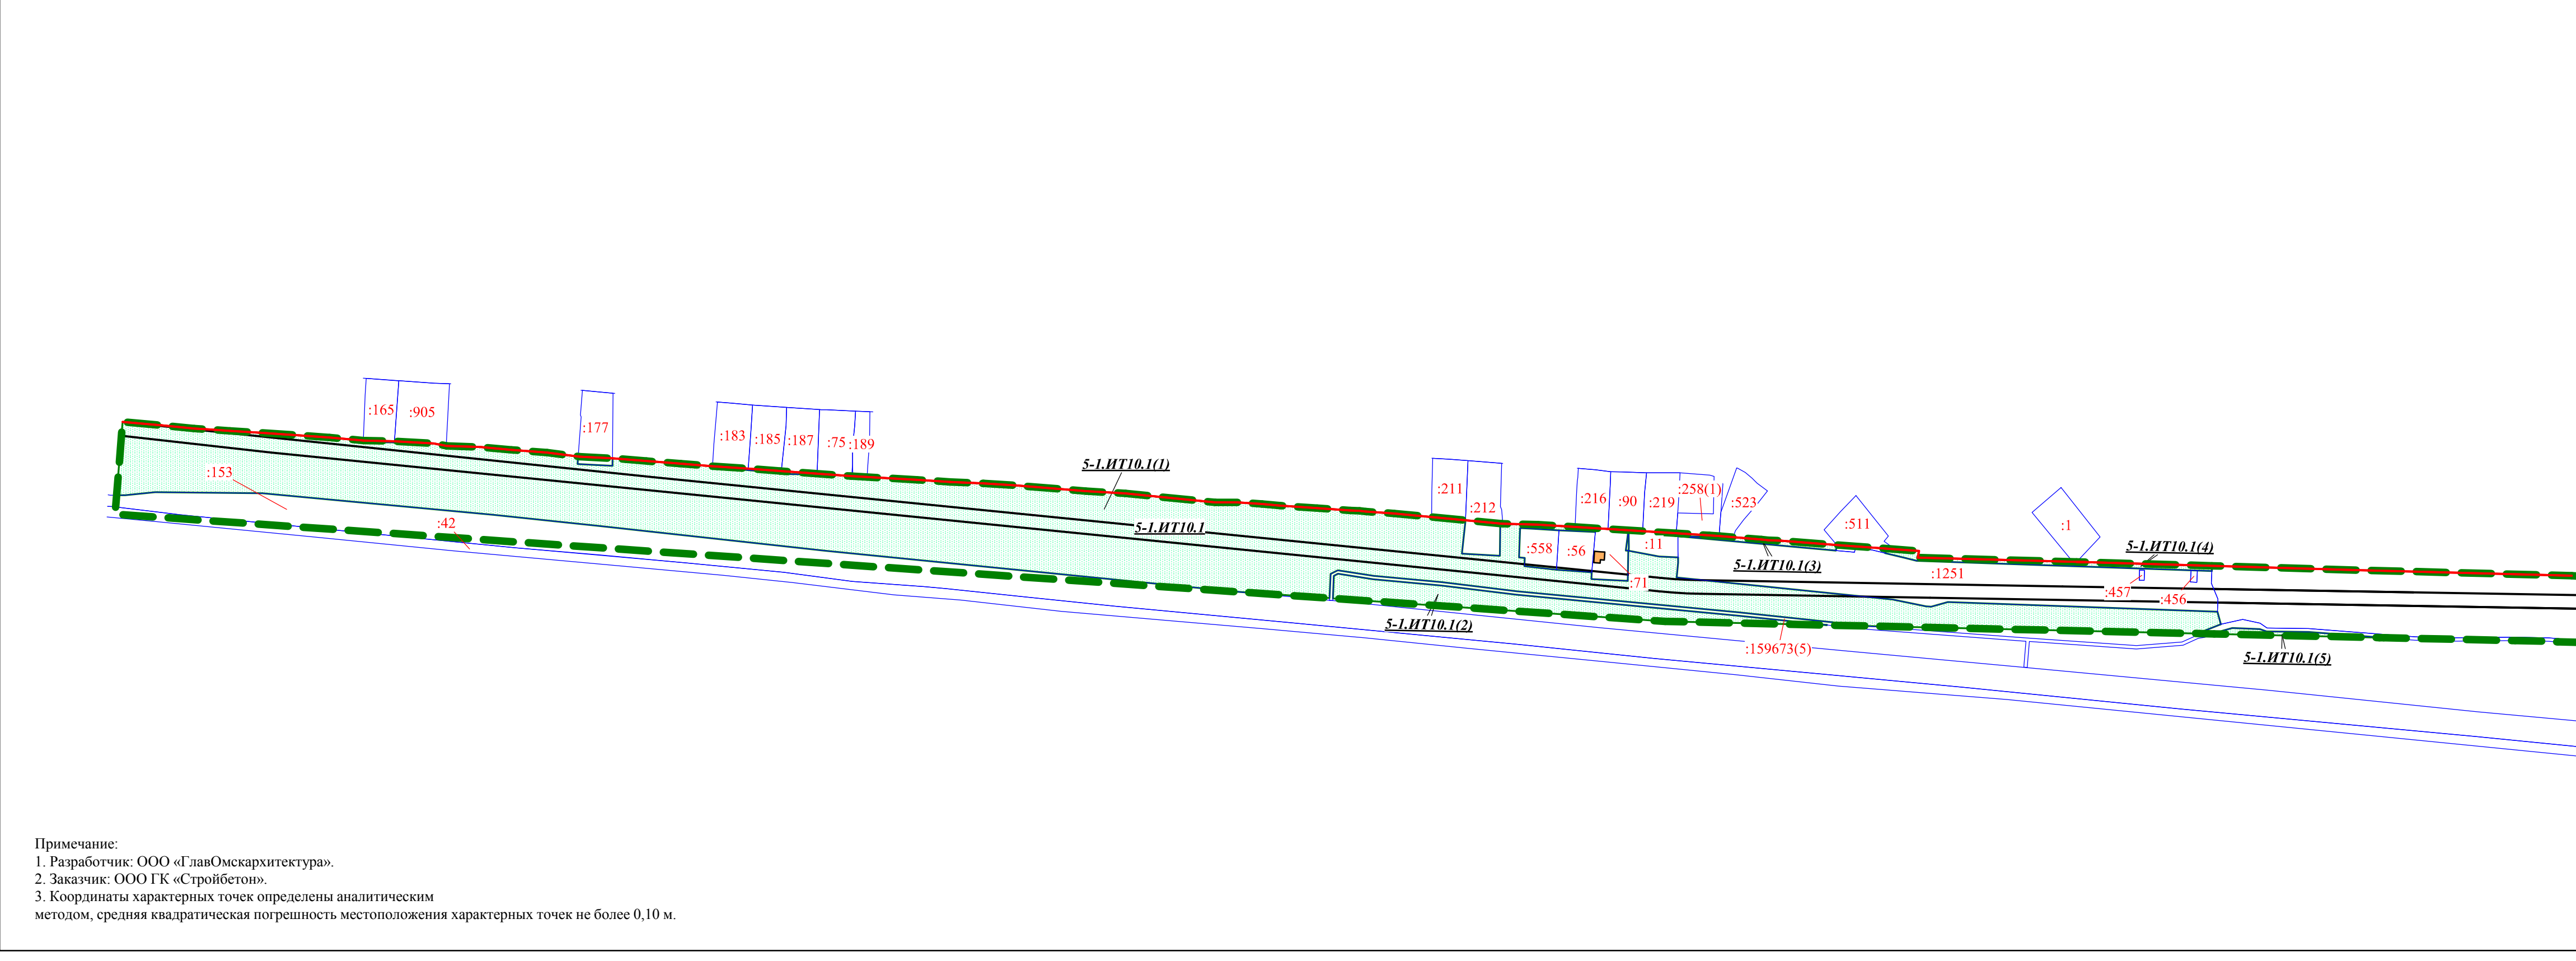 :165
:905
:177
:183
:185
:187
:75
:189
:153
:42
5-1.ИТ10.1(1)
5-1.ИТ10.1
:211
:212
:216
:90
:219
:258(1)
:523
:511
:1
:558
:56
:11
:71
5-1.ИТ10.1(3)
5-1.ИТ10.1(4)
:1251
:457
:456
5-1.ИТ10.1(2)
:159673(5)
5-1.ИТ10.1(5)
Примечание:
1. Разработчик: ООО «ГлавОмскархитектура».
2. Заказчик: ООО ГК «Стройбетон».
3. Координаты характерных точек определены аналитическим
методом, средняя квадратическая погрешность местоположения характерных точек не более 0,10 м.